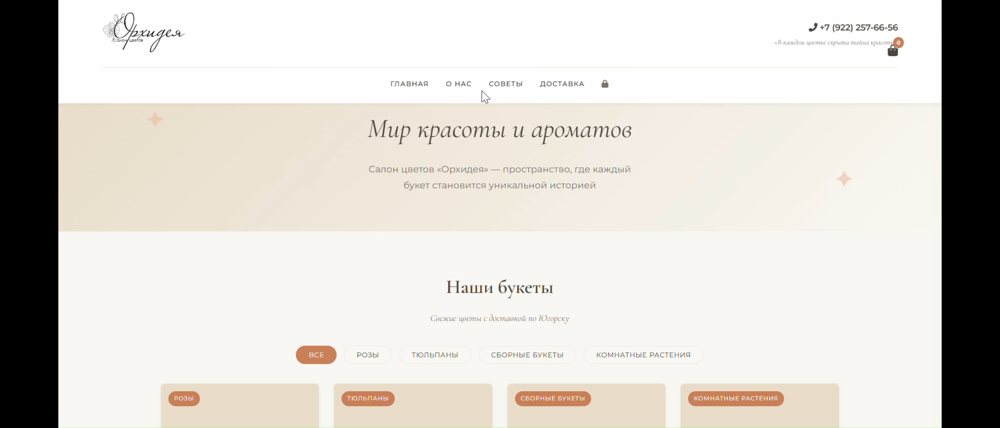 Орхидея
Салон цветов
+7 (922) 257-66-56
«В каждом цветке скрыта тайна красоты
0
ГЛАВНАЯ О НАС СОВЕТЫ ДОСТАВКА
Мир красоты и ароматов
Салон цветов «Орхидея» — пространство, где каждый
букет становится уникальной историей
Наши букеты
Свежие цветы с доставкой по Югорску
ВСЕ РОЗЫ ТЮЛЬПАНЫ СБОРНЫЕ БУКЕТЫ КОМНАТНЫЕ РАСТЕНИЯ
РОЗЫ ТЮЛЬПАНЫ СБОРНЫЕ БУКЕТЫ КОМНАТНЫЕ РАСТЕНИЯ